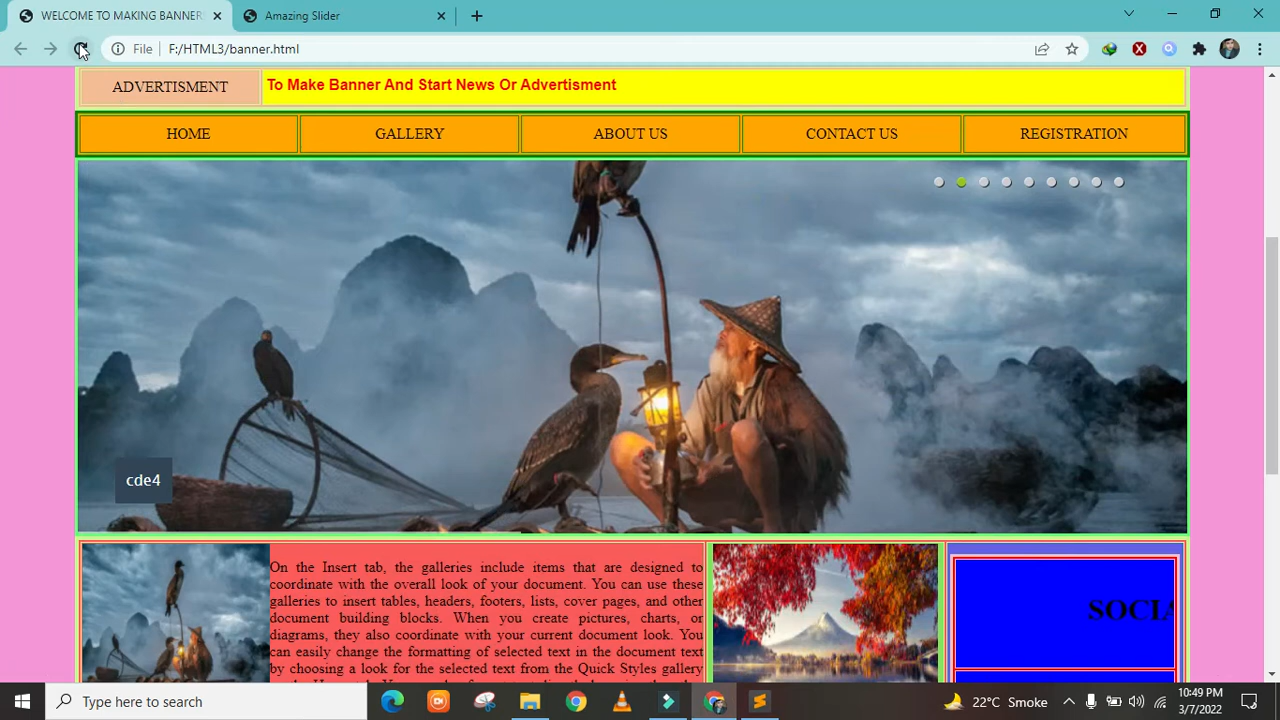 WELCOME TO MAKING BANNER
Amazing Slider
File
F:/HTML3/banner.html
ADVERTISMENT
To Make Banner And Start News Or Advertisment
HOME
GALLERY
ABOUT US
CONTACT US
REGISTRATION
cde4
On the Insert tab, the galleries include items that are designed to
coordinate with the overall look of your document. You can use these
galleries to insert tables, headers, footers, lists, cover pages, and other
document building blocks. When you create pictures, charts, or
diagrams, they also coordinate with your current document look. You
can easily change the formatting of selected text in the document text
by choosing a look for the selected text from the Quick Styles gallery
SOCIA
Type here to search
22°C Smoke
10:49 PM
3/7/2022